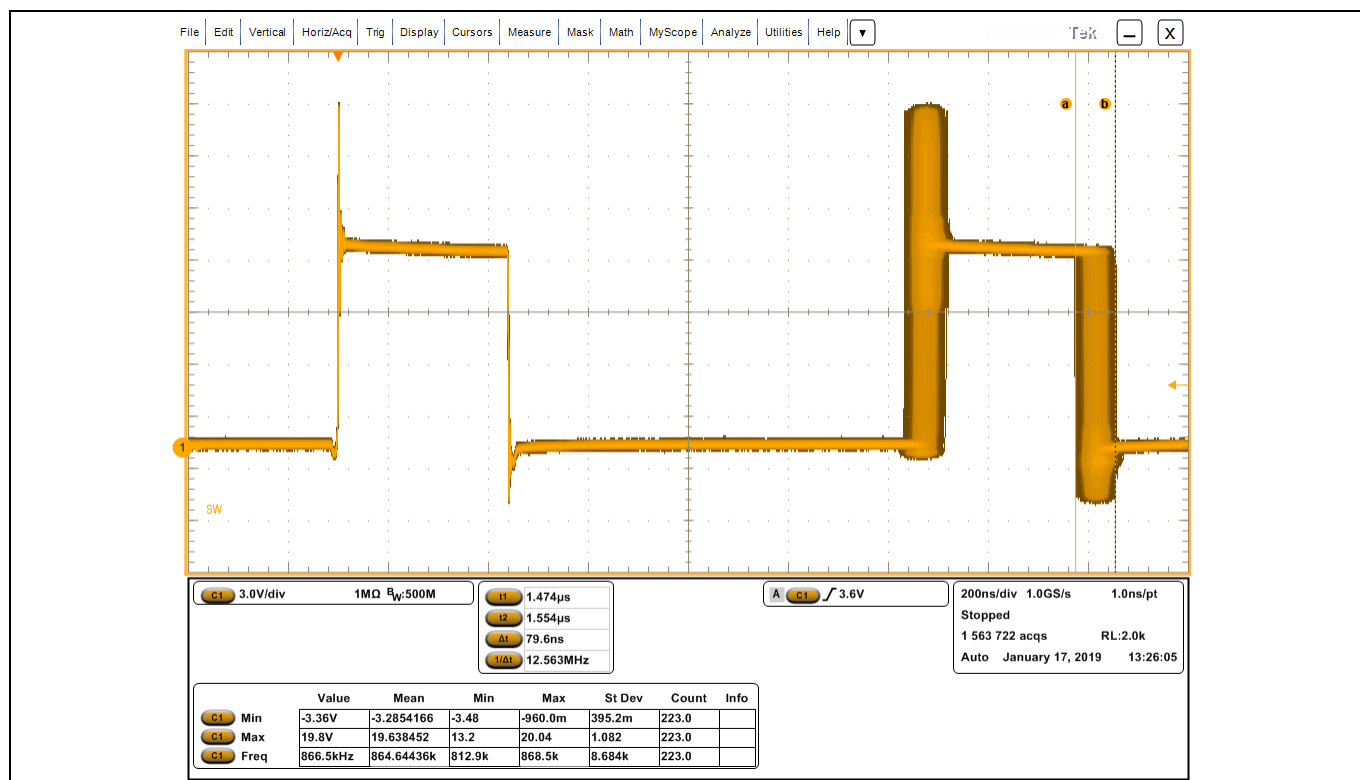 File Edit Vertical Horiz/Acq Trig Display Cursors Measure Mask Math MyScope Analyze Utilities Help Tek X
a b
1
SW
C1 3.0V/div 1MΩ BW:500M
t1 1.474µs
t2 1.554µs
Δt 79.6ns
1/Δt 12.563MHz
A C1 3.6V
200ns/div 1.0GS/s 1.0ns/pt
Stopped
1 563 722 acqs RL:2.0k
Auto January 17, 2019 13:26:05
Value Mean Min Max St Dev Count Info
C1 Min -3.36V -3.2854166 -3.48 -960.0m 395.2m 223.0
C1 Max 19.8V 19.638452 13.2 20.04 1.082 223.0
C1 Freq 866.5kHz 864.64436k 812.9k 868.5k 8.684k 223.0